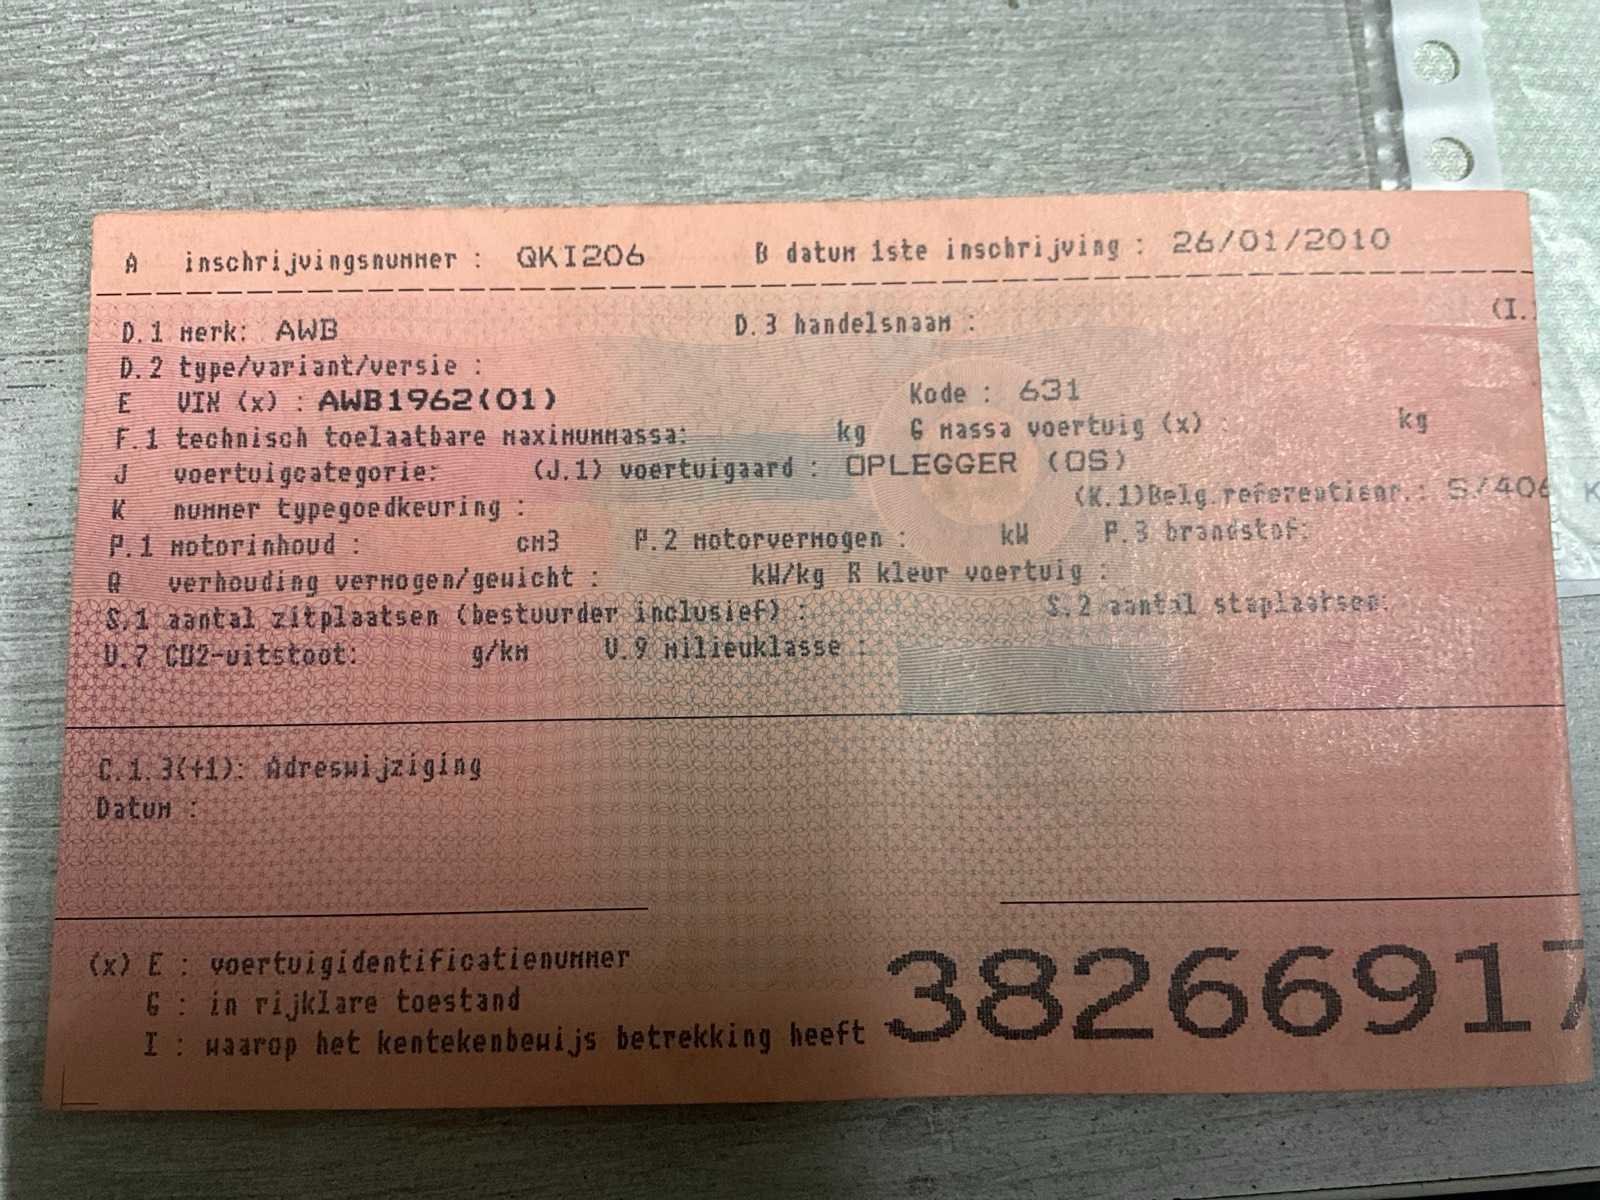 A inschrijvingsnummer : QKI206 B datum 1ste inschrijving : 26/01/2010
D.1 merk: AWB D.3 handelsnaam : (I.
D.2 type/variant/versie :
E VIN (x) : AWB1962(01) Kode : 631
F.1 technisch toelaatbare maximummassa: kg G massa voertuig (x) : kg
J voertuigcategorie: (J.1) voertuigaard : OPLEGGER (OS)
K nummer typegoedkeuring : (K.1)Belg.referentienr.: S/406
P.1 motorinhoud : cm3 P.2 motorvermogen : kW P.3 brandstof:
Q verhouding vermogen/gewicht : kW/kg R kleur voertuig :
S.1 aantal zitplaatsen (bestuurder inclusief) : S.2 aantal staplaatsen:
V.7 CO2-uitstoot: g/km V.9 milieuklasse :
C.1.3(+1): Adreswijziging
Datum :
(x) E : voertuigidentificatienummer
G : in rijklare toestand
I : waarop het kentekenbewijs betrekking heeft
38266917